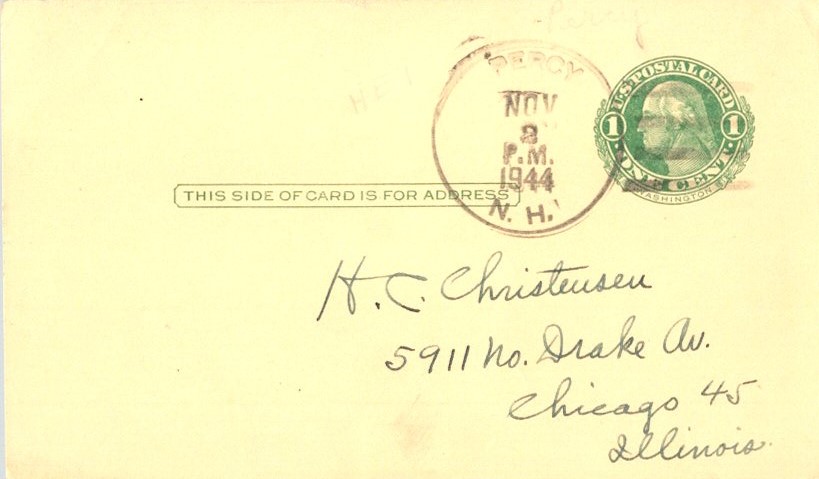 Percy
PERCY
NOV
2
P.M.
1944
N. H.
U·S·POSTAL CARD
1 1
ONE CENT
WASHINGTON
THIS SIDE OF CARD IS FOR ADDRESS
H. C. Christensen
5911 No. Drake Av.
Chicago 45
Illinois.